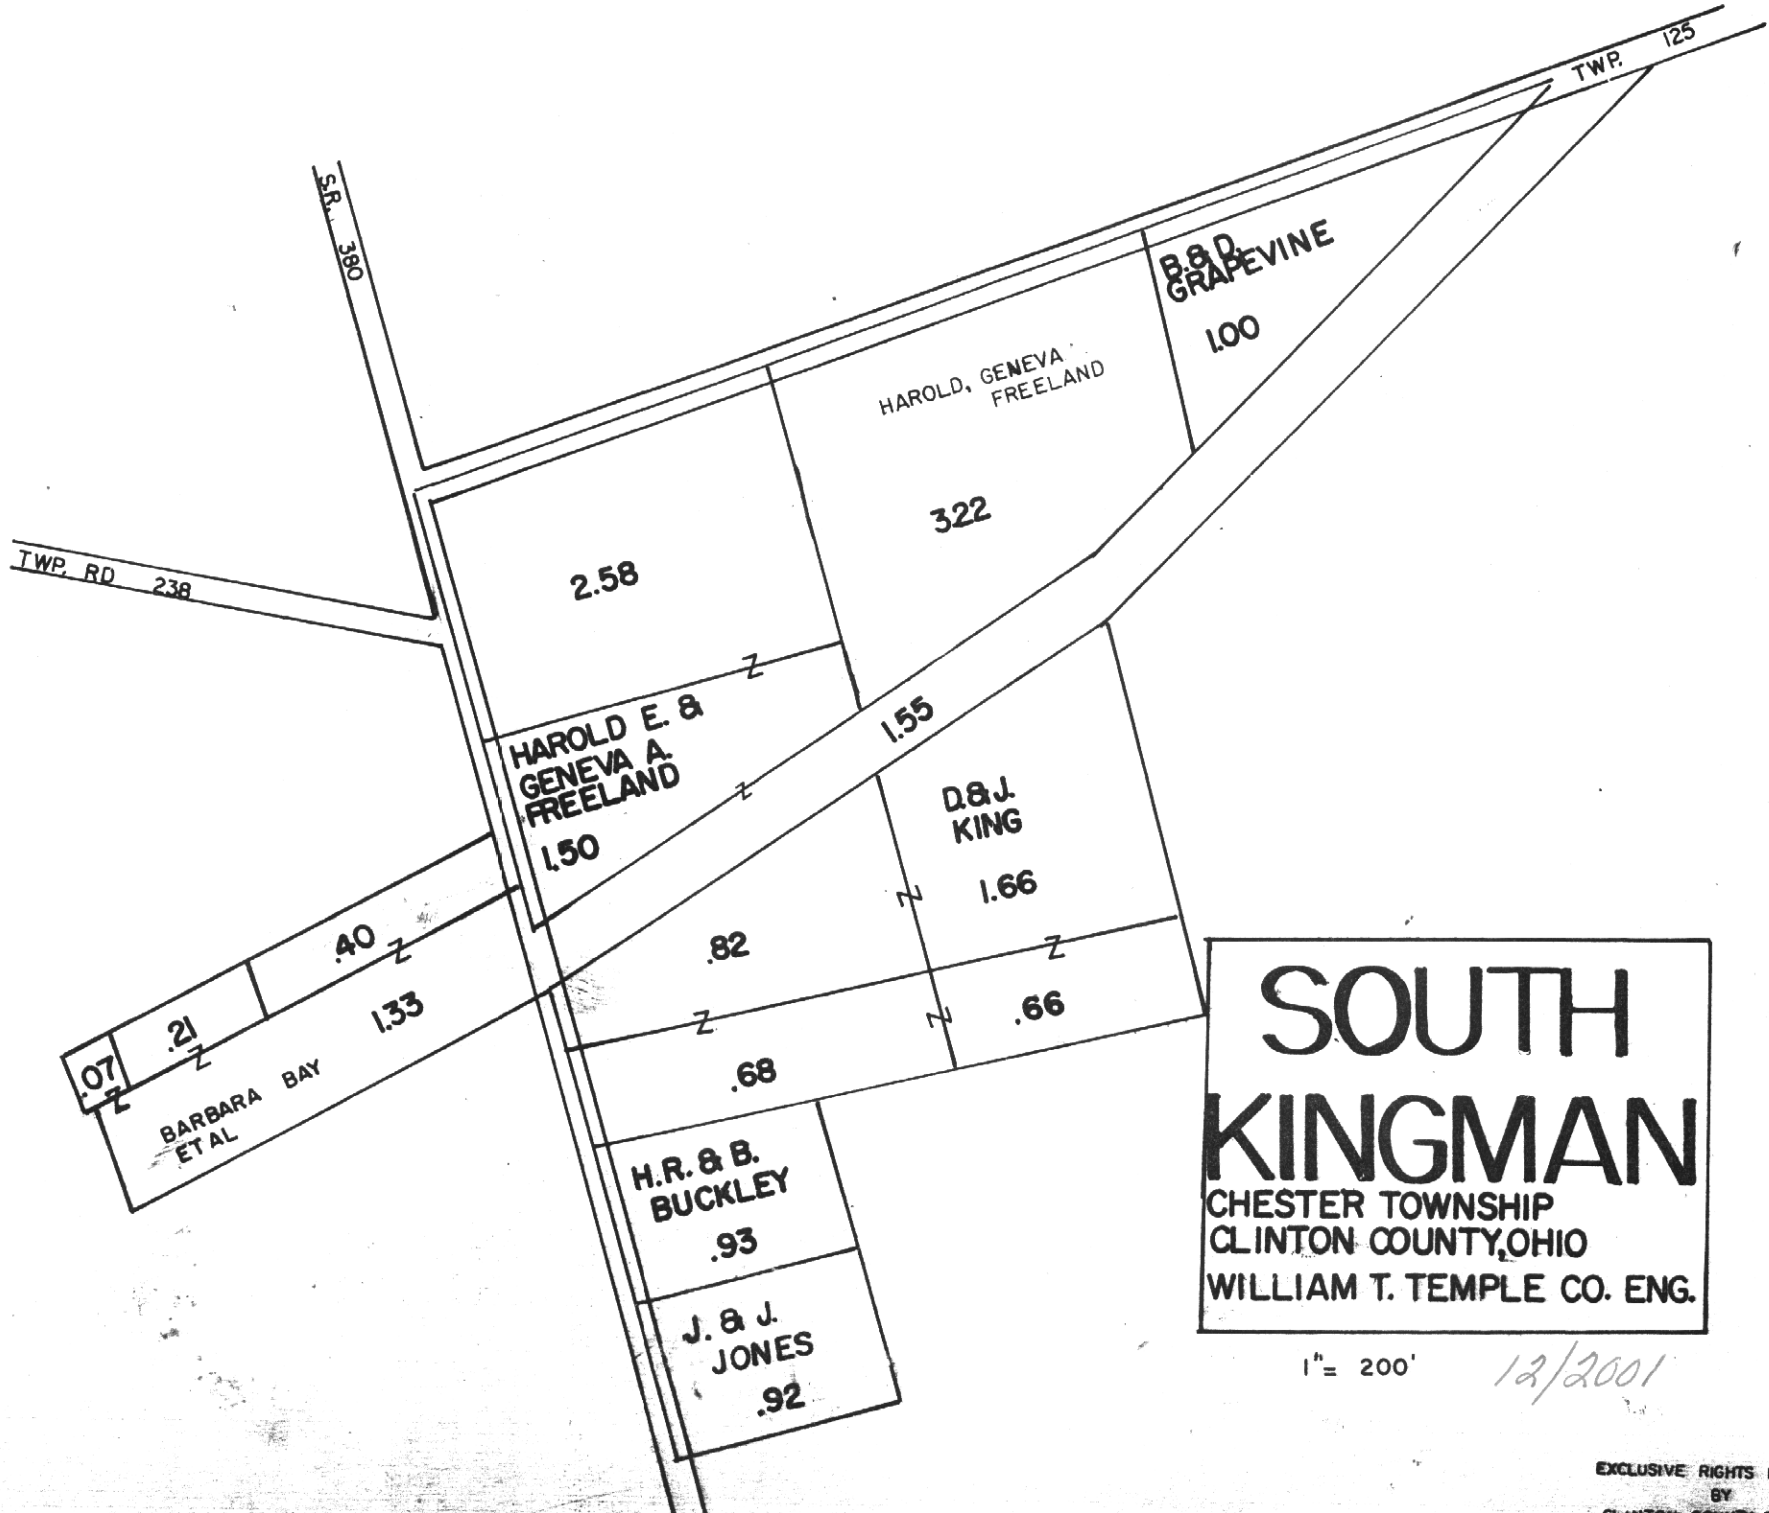 TWP. 125
S.R. 380
B. & D.
GRAPEVINE
1.00
HAROLD, GENEVA
FREELAND
3.22
2.58
TWP. RD 238
HAROLD E. &
GENEVA A.
FREELAND
1.50
1.55
D. & J.
KING
1.66
.82
.66
.68
.40
.21
.07
1.33
BARBARA BAY
ET AL
H.R. & B.
BUCKLEY
.93
J. & J.
JONES
.92
SOUTH
KINGMAN
CHESTER TOWNSHIP
CLINTON COUNTY, OHIO
WILLIAM T. TEMPLE CO. ENG.
1" = 200'
12/2001
EXCLUSIVE RIGHTS
BY